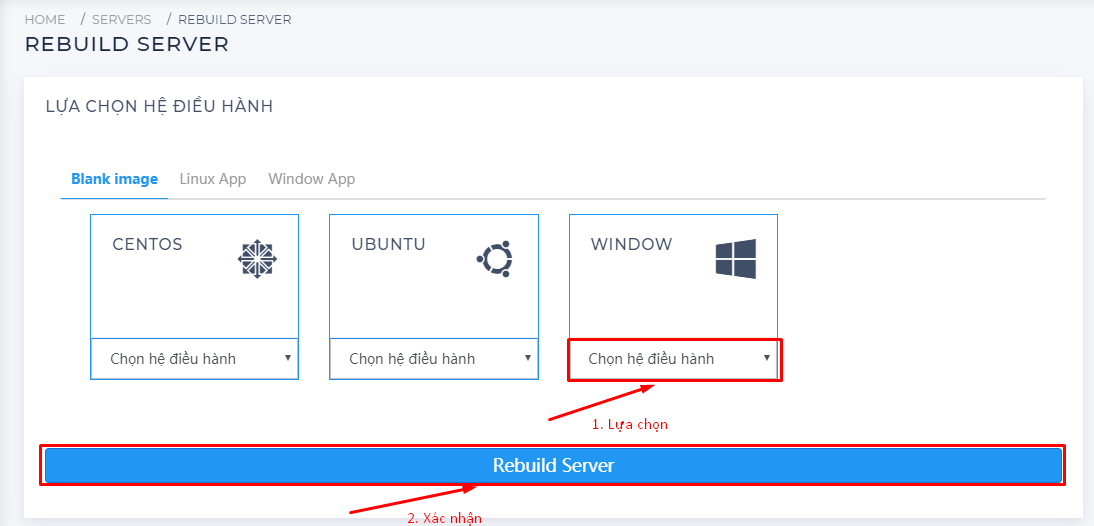 HOME / SERVERS / REBUILD SERVER
REBUILD SERVER
LỰA CHỌN HỆ ĐIỀU HÀNH
Blank image Linux App Window App
CENTOS UBUNTU WINDOW
Chọn hệ điều hành Chọn hệ điều hành Chọn hệ điều hành
1. Lựa chọn
Rebuild Server
2. Xác nhận